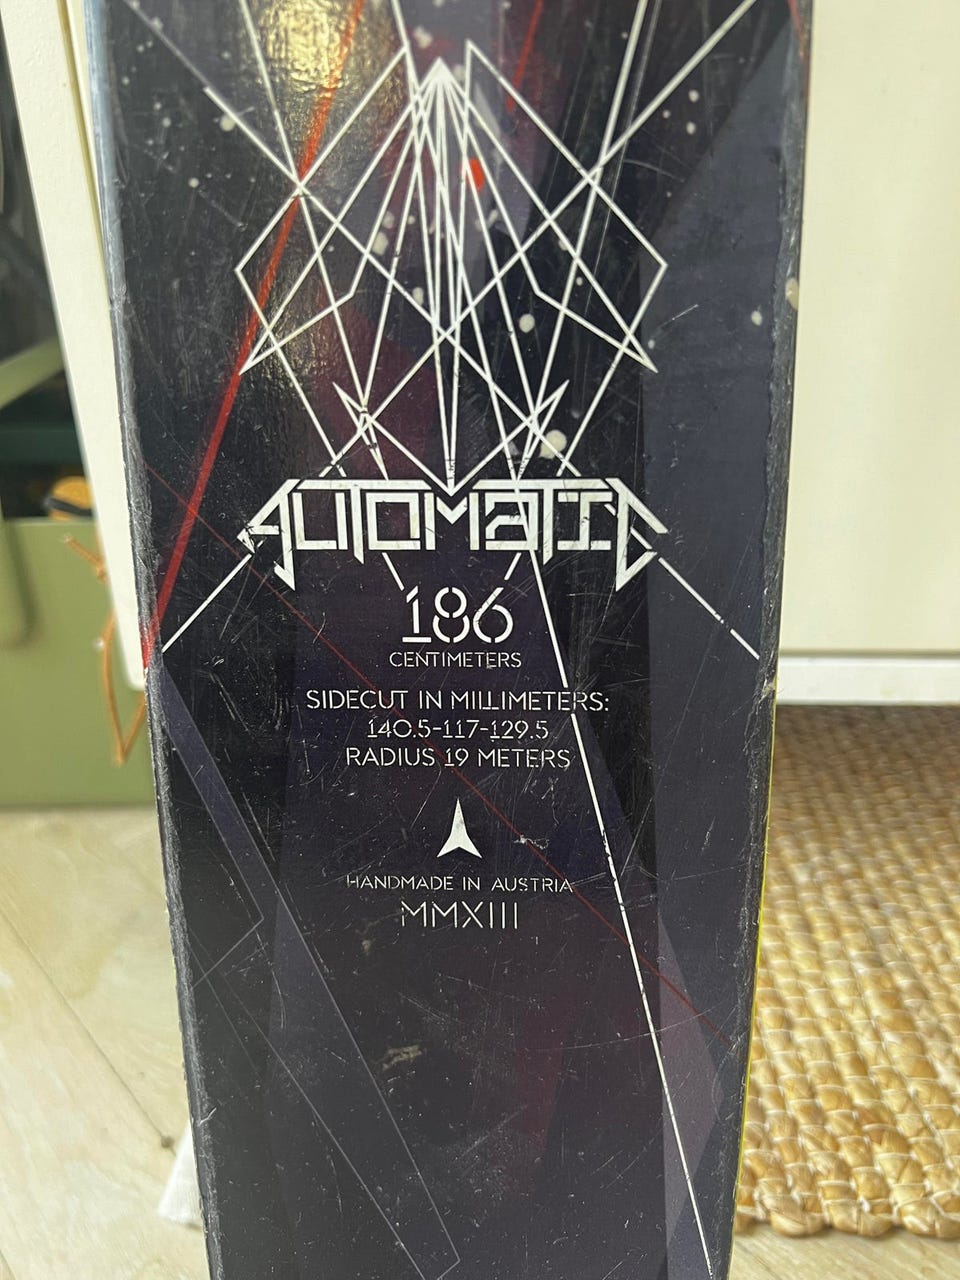 AUTOMATIC
186
CENTIMETERS
SIDECUT IN MILLIMETERS:
140.5-117-129.5
RADIUS 19 METERS
HANDMADE IN AUSTRIA
MMXIII